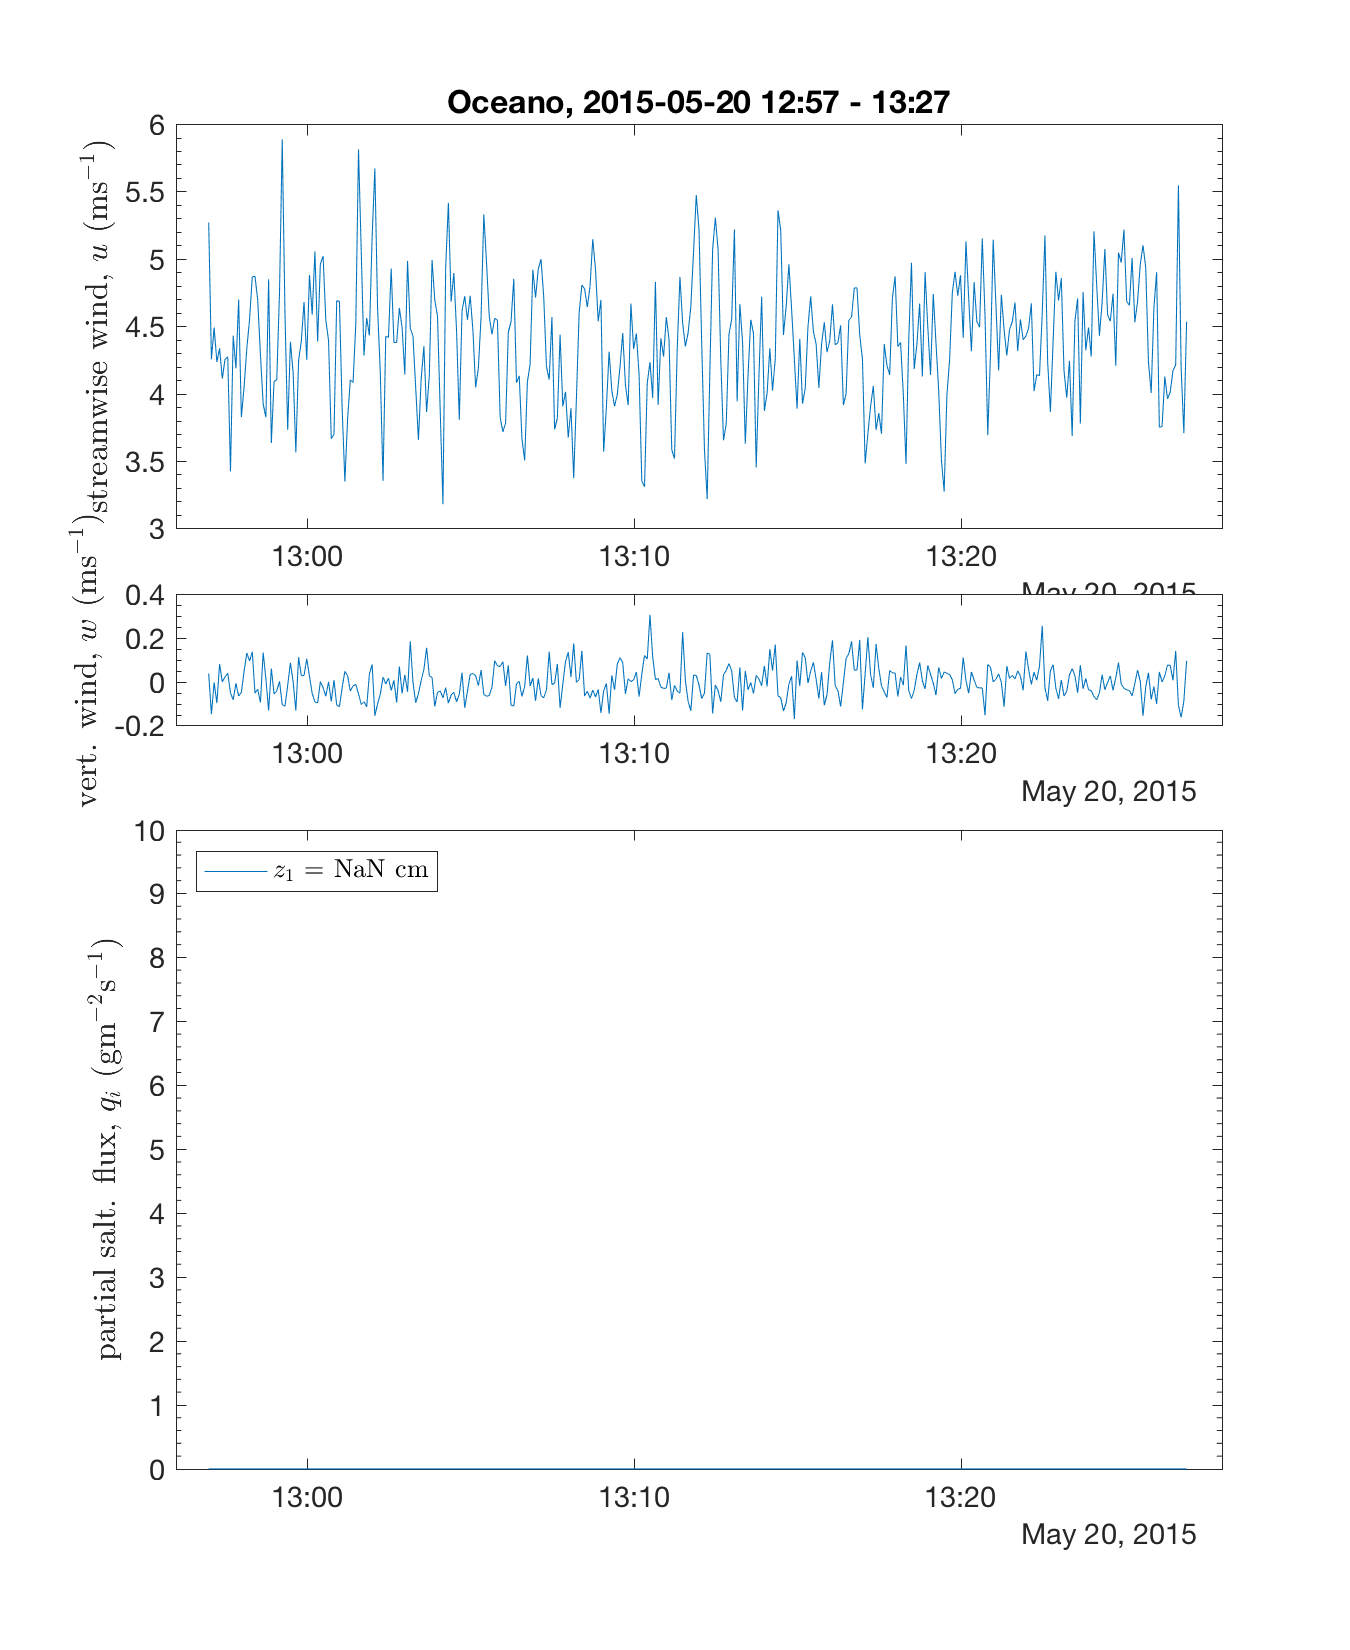 Oceano, 2015-05-20 12:57 - 13:27
streamwise wind, u (ms⁻¹)
6
5.5
5
4.5
4
3.5
3
13:00 13:10 13:20
May 20, 2015
vert. wind, w (ms⁻¹)
0.4
0.2
0
-0.2
13:00 13:10 13:20
May 20, 2015
partial salt. flux, qᵢ (gm⁻²s⁻¹)
10
9
8
7
6
5
4
3
2
1
0
z₁ = NaN cm
13:00 13:10 13:20
May 20, 2015